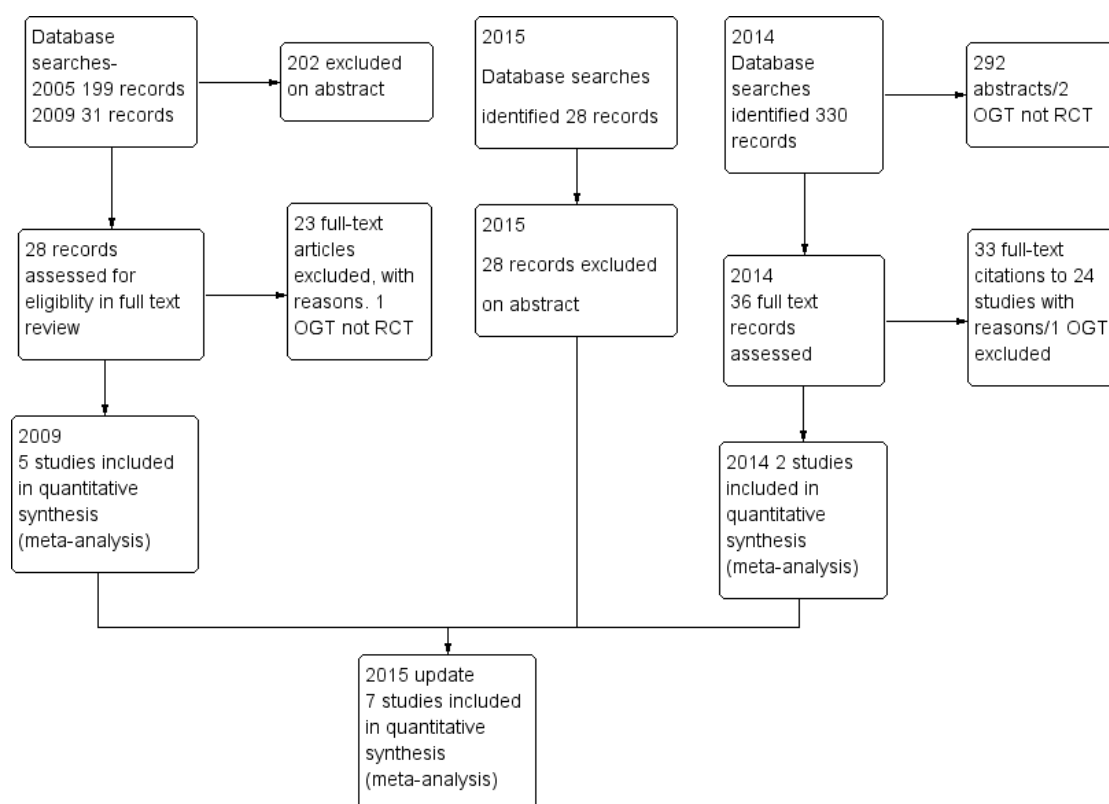 Database
searches-
2005 199 records
2009 31 records
202 excluded
on abstract
28 records
assessed for
eligiblity in full text
review
23 full-text
articles
excluded, with
reasons. 1
OGT not RCT
2009
5 studies included
in quantitative
synthesis
(meta-analysis)
2015
Database searches
identified 28 records
2015
28 records excluded
on abstract
2014
Database
searches
identified 330
records
292
abstracts/2
OGT not RCT
2014
36 full text
records
assessed
33 full-text
citations to 24
studies with
reasons/1 OGT
excluded
2014 2 studies
included in
quantitative
synthesis
(meta-analysis)
2015 update
7 studies included
in quantitative
synthesis
(meta-analysis)